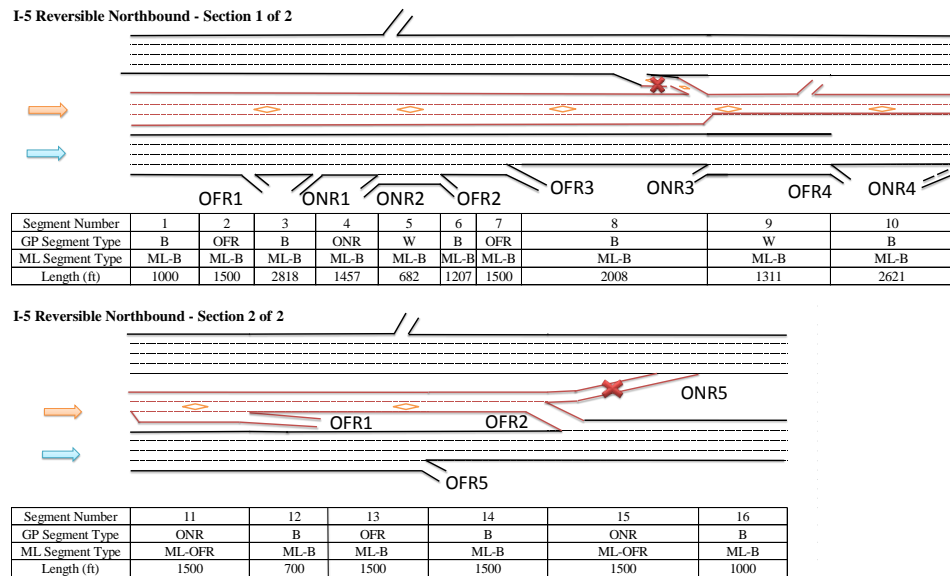 I-5 Reversible Northbound - Section 1 of 2
OFR1 ONR1 ONR2 OFR2 OFR3 ONR3 OFR4 ONR4
Segment Number 1 2 3 4 5 6 7 8 9 10
GP Segment Type B OFR B ONR W B OFR B W B
ML Segment Type ML-B ML-B ML-B ML-B ML-B ML-B ML-B ML-B ML-B ML-B
Length (ft) 1000 1500 2818 1457 682 1207 1500 2008 1311 2621
I-5 Reversible Northbound - Section 2 of 2
ONR5
OFR1 OFR2
OFR5
Segment Number 11 12 13 14 15 16
GP Segment Type ONR B OFR B ONR B
ML Segment Type ML-OFR ML-B ML-B ML-B ML-OFR ML-B
Length (ft) 1500 700 1500 1500 1500 1000